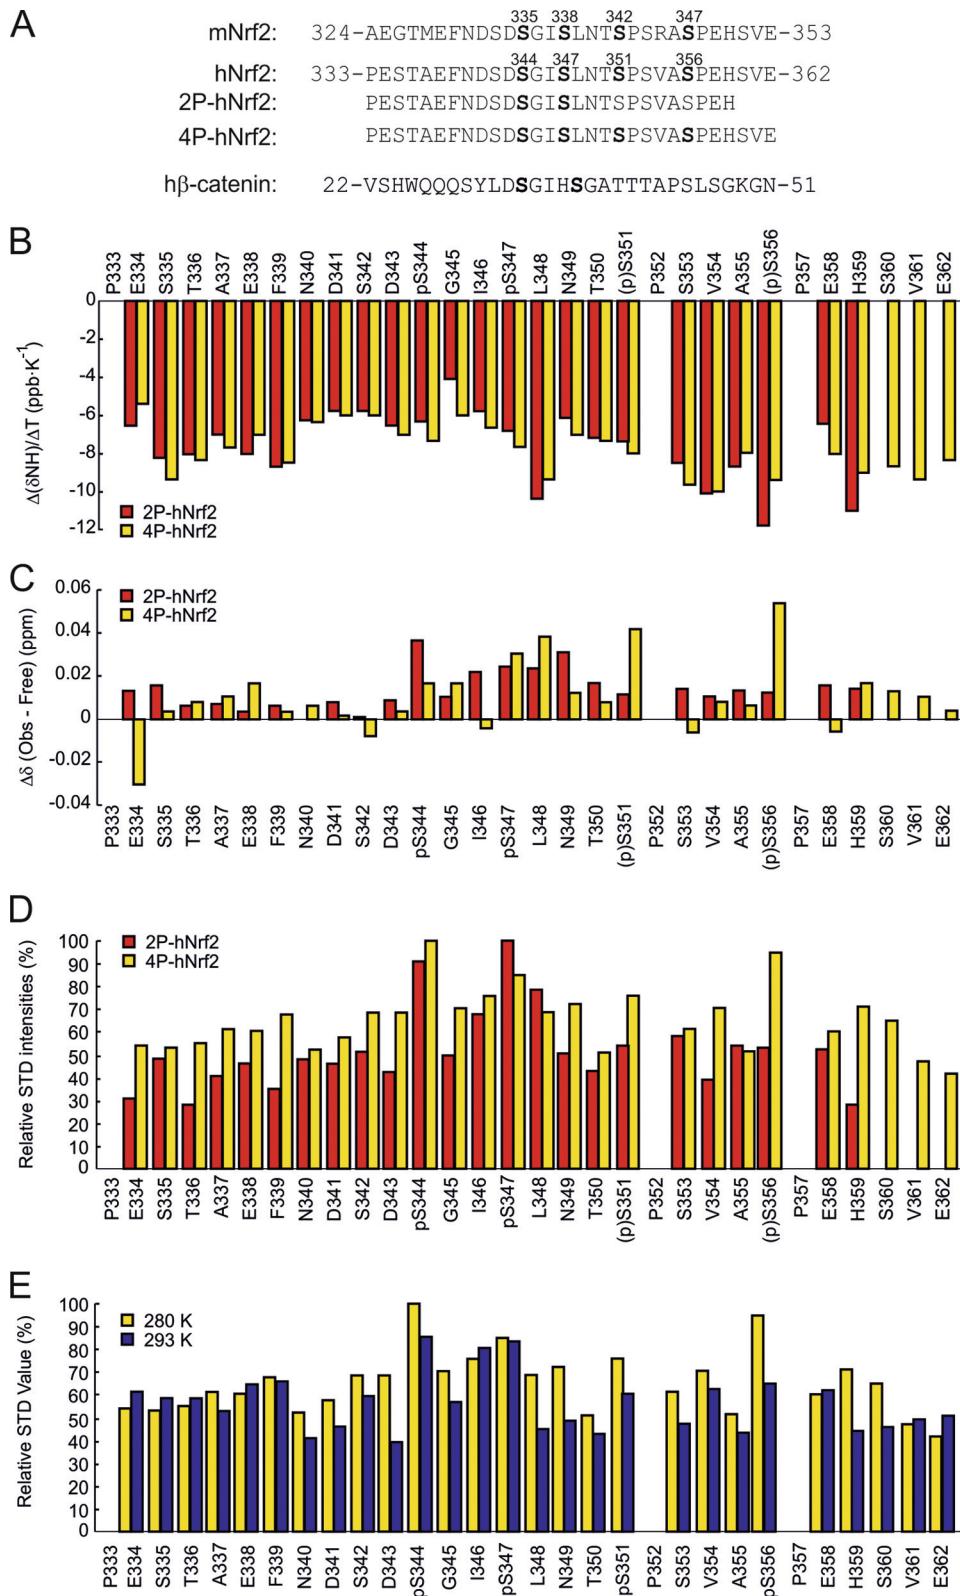 A
335 338 342 347
mNrf2: 324-AEGTMEFNDSDSGISLNTSPSRASPEHSVE-353
344 347 351 356
hNrf2: 333-PESTAEFNDSDSGISLNTSPSVASPEHSVE-362
2P-hNrf2: PESTAEFNDSDSGISLNTSPSVASPEH
4P-hNrf2: PESTAEFNDSDSGISLNTSPSVASPEHSVE
hβ-catenin: 22-VSHWQQQSYLDSGIHSGATTTAPSLSGKGN-51
B
P333 E334 S335 T336 A337 E338 F339 N340 D341 S342 D343 pS344 G345 I346 pS347 L348 N349 T350 (p)S351 P352 S353 V354 A355 (p)S356 P357 E358 H359 S360 V361 E362
Δ(δNH)/ΔT (ppb·K⁻¹)
0
-2
-4
-6
-8
-10
-12
2P-hNrf2
4P-hNrf2
C
Δδ (Obs - Free) (ppm)
0.06
0.04
0.02
0
-0.02
-0.04
2P-hNrf2
4P-hNrf2
P333 E334 S335 T336 A337 E338 F339 N340 D341 S342 D343 pS344 G345 I346 pS347 L348 N349 T350 (p)S351 P352 S353 V354 A355 (p)S356 P357 E358 H359 S360 V361 E362
D
Relative STD intensities (%)
100
90
80
70
60
50
40
30
20
10
0
2P-hNrf2
4P-hNrf2
P333 E334 S335 T336 A337 E338 F339 N340 D341 S342 D343 pS344 G345 I346 pS347 L348 N349 T350 (p)S351 P352 S353 V354 A355 (p)S356 P357 E358 H359 S360 V361 E362
E
Relative STD Value (%)
100
90
80
70
60
50
40
30
20
10
0
280 K
293 K
P333 E334 S335 T336 A337 E338 F339 N340 D341 S342 D343 pS344 G345 I346 pS347 L348 N349 T350 pS351 P352 S353 V354 A355 pS356 P357 E358 H359 S360 V361 E362